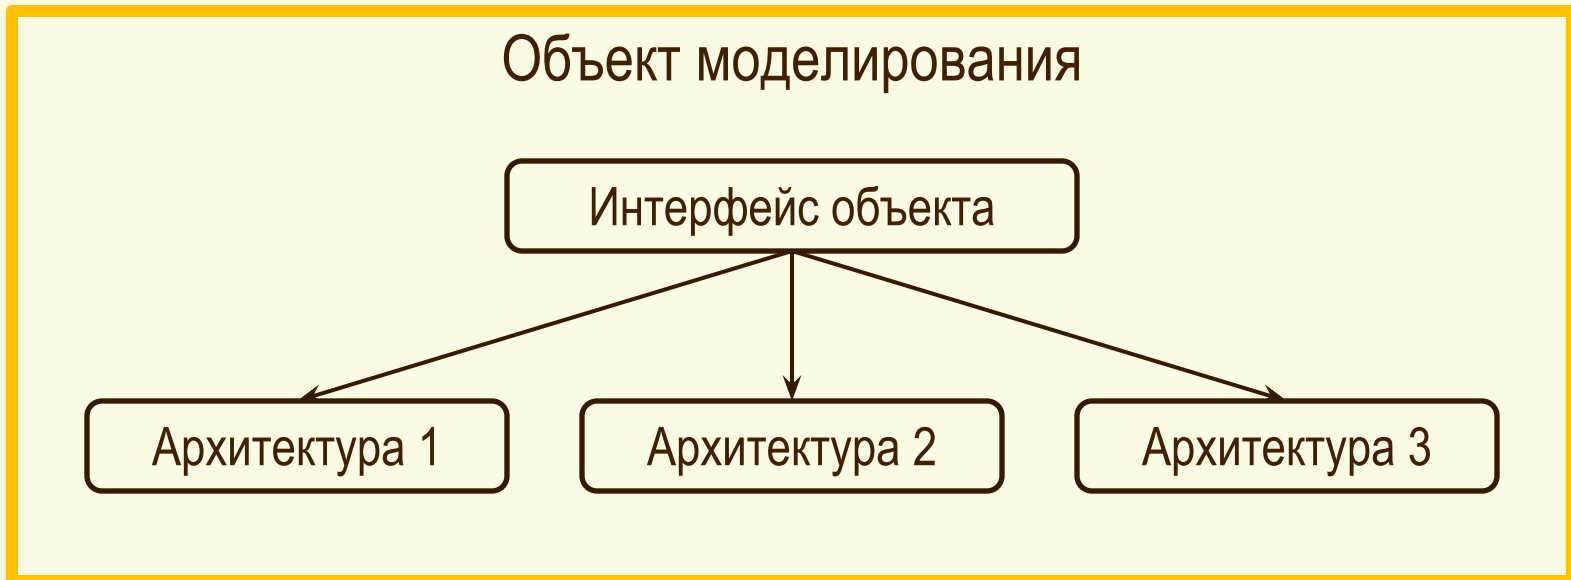 Объект моделирования
Интерфейс объекта
Архитектура 1
Архитектура 2
Архитектура 3